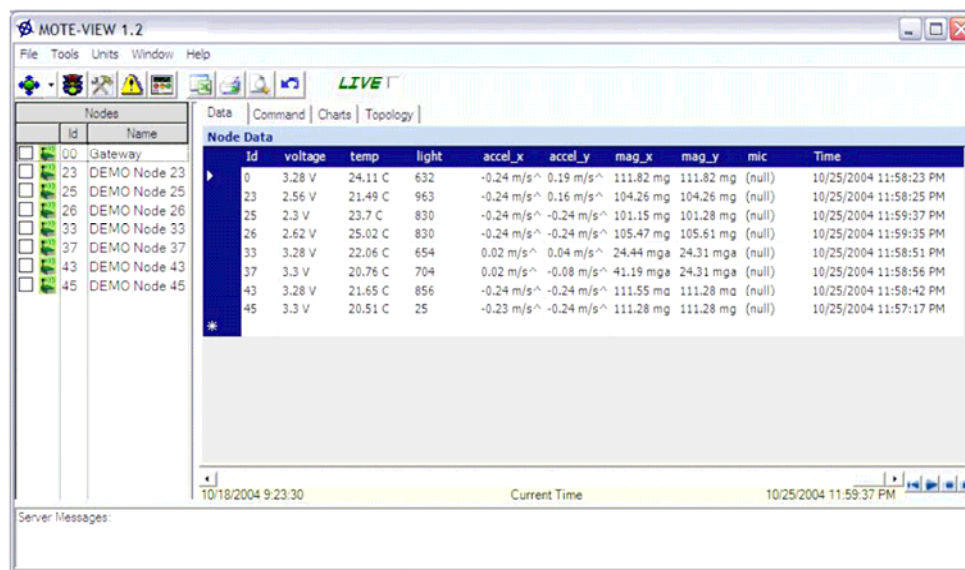 MOTE-VIEW 1.2
File Tools Units Window Help
LIVE
Nodes
Id Name
00 Gateway
23 DEMO Node 23
25 DEMO Node 25
26 DEMO Node 26
33 DEMO Node 33
37 DEMO Node 37
43 DEMO Node 43
45 DEMO Node 45
Data Command Charts Topology
Node Data
Id voltage temp light accel_x accel_y mag_x mag_y mic Time
0 3.28 V 24.11 C 632 -0.24 m/s^ 0.19 m/s^ 111.82 mg 111.82 mg (null) 10/25/2004 11:58:23 PM
23 2.56 V 21.49 C 963 -0.24 m/s^ 0.16 m/s^ 104.26 mg 104.26 mg (null) 10/25/2004 11:58:25 PM
25 2.3 V 23.7 C 830 -0.24 m/s^ -0.24 m/s^ 101.15 mg 101.28 mg (null) 10/25/2004 11:59:37 PM
26 2.62 V 25.02 C 830 -0.24 m/s^ -0.24 m/s^ 105.47 mg 105.61 mg (null) 10/25/2004 11:59:35 PM
33 3.28 V 22.06 C 654 0.02 m/s^ 0.04 m/s^ 24.44 mga 24.31 mga (null) 10/25/2004 11:58:51 PM
37 3.3 V 20.76 C 704 0.02 m/s^ -0.08 m/s^ 41.19 mga 24.31 mga (null) 10/25/2004 11:58:56 PM
43 3.28 V 21.65 C 856 -0.24 m/s^ -0.24 m/s^ 111.55 mg 111.28 mg (null) 10/25/2004 11:58:42 PM
45 3.3 V 20.51 C 25 -0.23 m/s^ -0.24 m/s^ 111.28 mg 111.28 mg (null) 10/25/2004 11:57:17 PM
10/18/2004 9:23:30 Current Time 10/25/2004 11:59:37 PM
Server Messages: